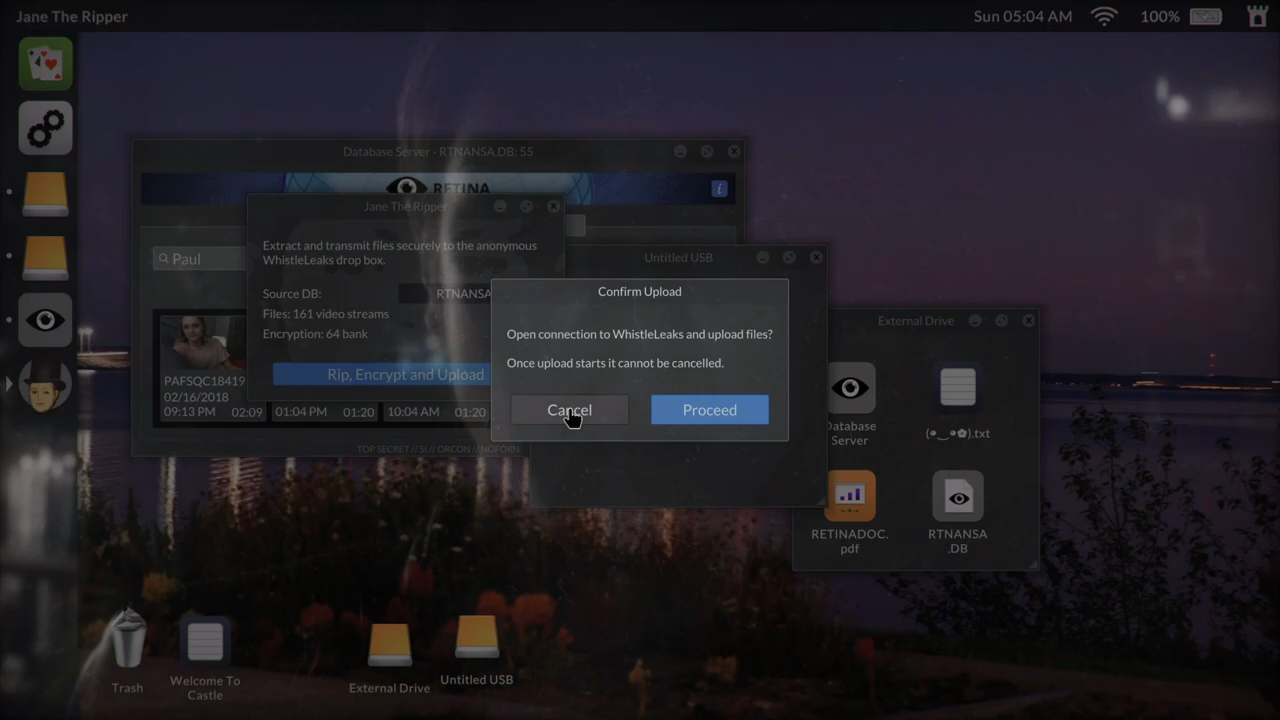 Jane The Ripper
Sun 05:04 AM
100%
Database Server - RTNANSA.DB: 55
RETINA
i
Paul
PAFSQC18419
02/16/2018
09:13 PM 02:09
01:04 PM 01:20
10:04 AM 01:20
TOP SECRET // SI // ORCON // NOFORN
Jane The Ripper
Extract and transmit files securely to the anonymous
WhistleLeaks drop box.
Source DB: RTNANSA
Files: 161 video streams
Encryption: 64 bank
Rip, Encrypt and Upload
Untitled USB
Confirm Upload
Open connection to WhistleLeaks and upload files?
Once upload starts it cannot be cancelled.
Cancel
Proceed
External Drive
Database
Server
(•‿•✿).txt
RETINADOC.
pdf
RTNANSA
.DB
Trash
Welcome To
Castle
External Drive
Untitled USB